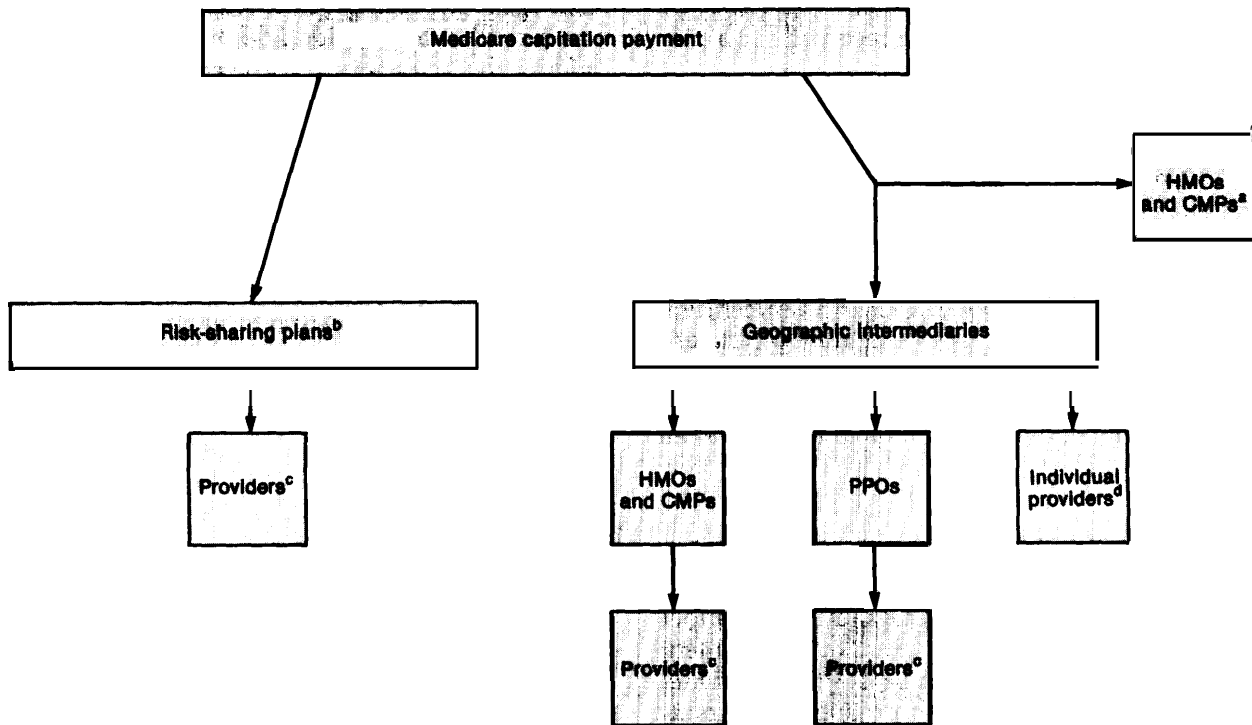 Medicare capitation payment
HMOs
and CMPsᵃ
Risk-sharing plansᵇ
Geographic intermediaries
Providersᶜ
HMOs
and CMPs
PPOs
Individual
providersᵈ
Providersᶜ
Providersᶜ